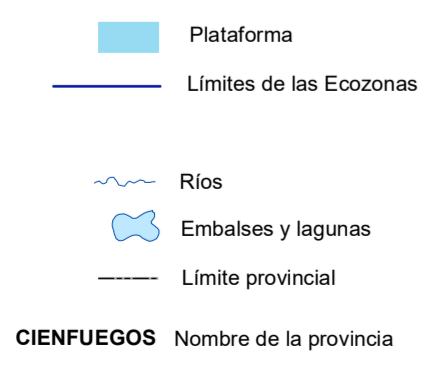 Plataforma
Límites de las Ecozonas
Ríos
Embalses y lagunas
Límite provincial
CIENFUEGOS Nombre de la provincia